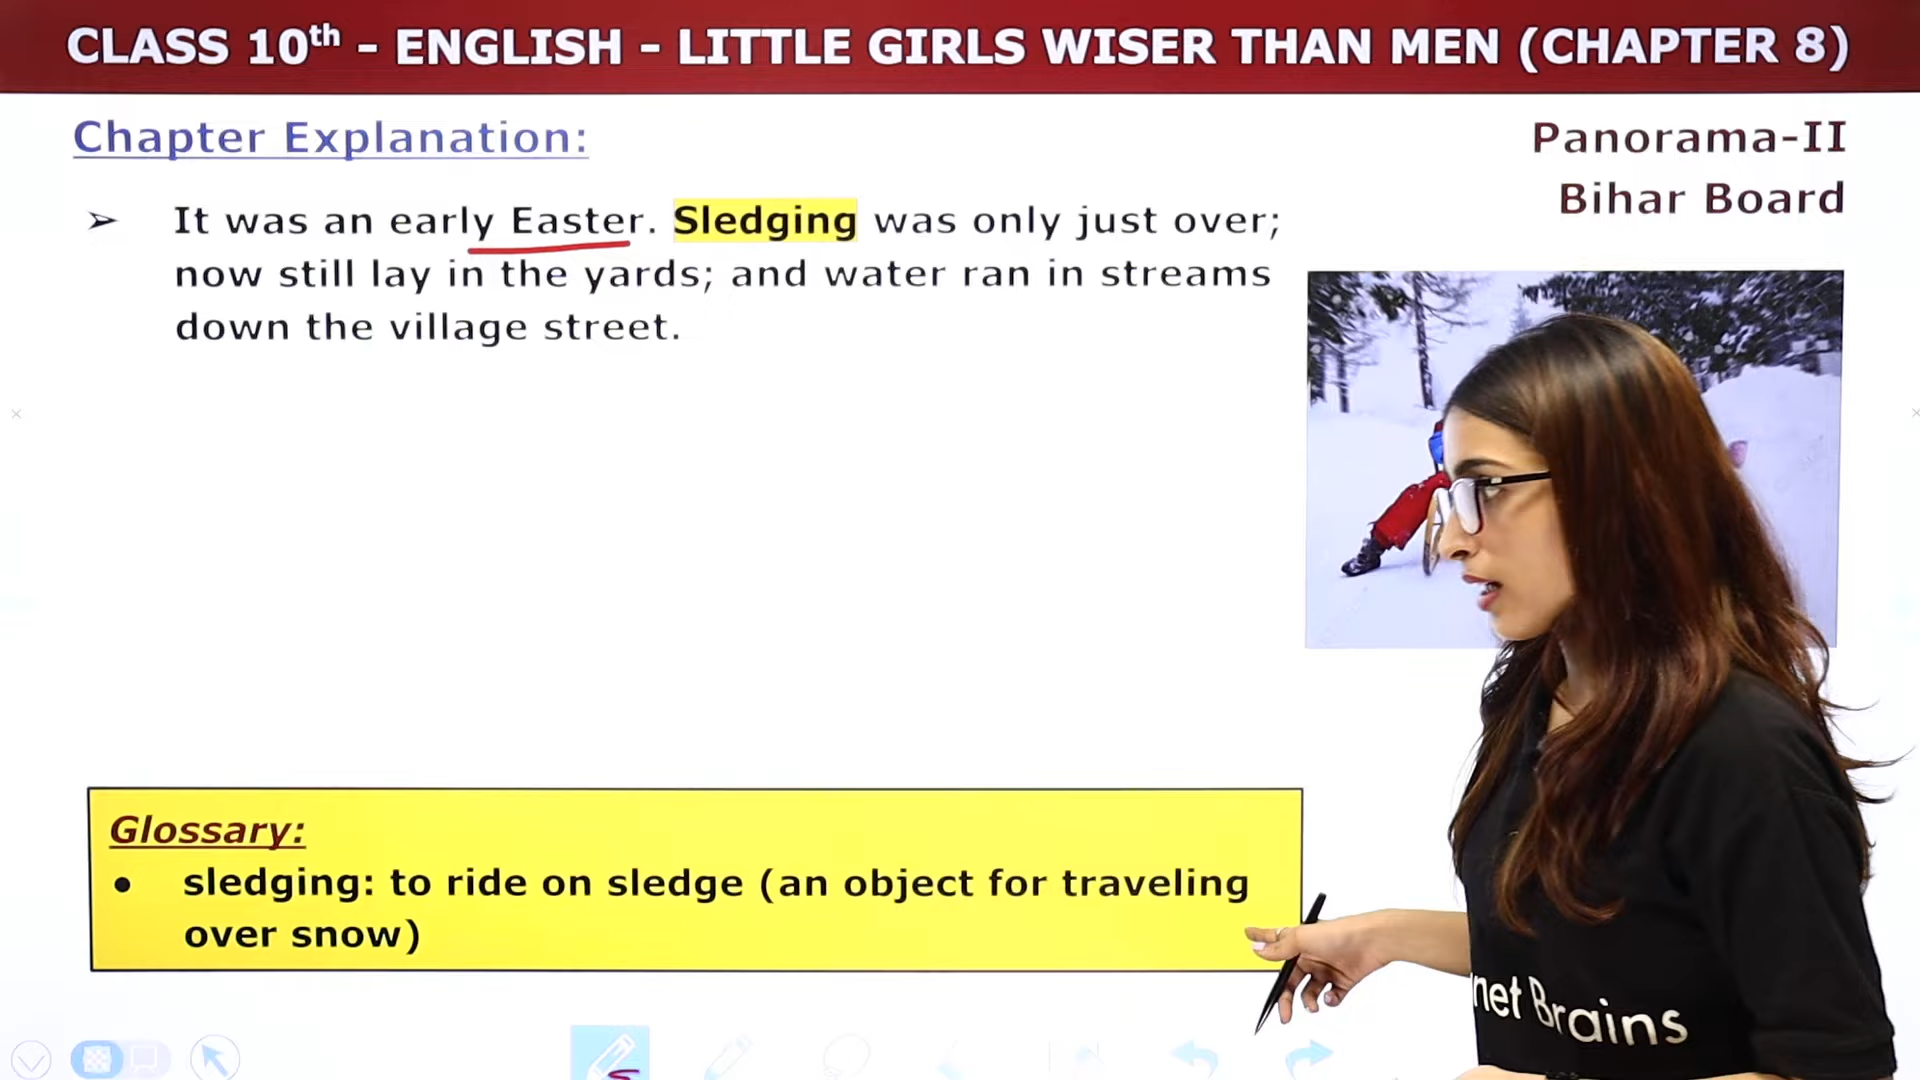 CLASS 10th - ENGLISH - LITTLE GIRLS WISER THAN MEN (CHAPTER 8)
Chapter Explanation:
Panorama-II
Bihar Board
➢ It was an early Easter. Sledging was only just over;
now still lay in the yards; and water ran in streams
down the village street.
Glossary:
• sledging: to ride on sledge (an object for traveling
over snow)
net Brains